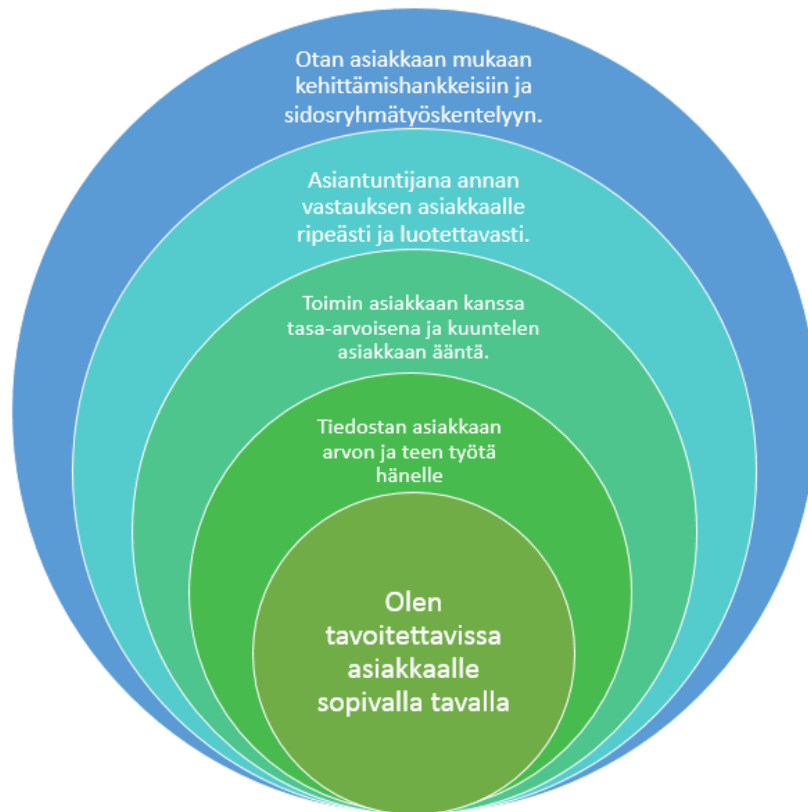 Otan asiakkaan mukaan
kehittämishankkeisiin ja
sidosryhmätyöskentelyyn.
Asiantuntijana annan
vastauksen asiakkaalle
ripeästi ja luotettavasti.
Toimin asiakkaan kanssa
tasa-arvoisena ja kuuntelen
asiakkaan ääntä.
Tiedostan asiakkaan
arvon ja teen työtä
hänelle
Olen
tavoitettavissa
asiakkaalle
sopivalla tavalla